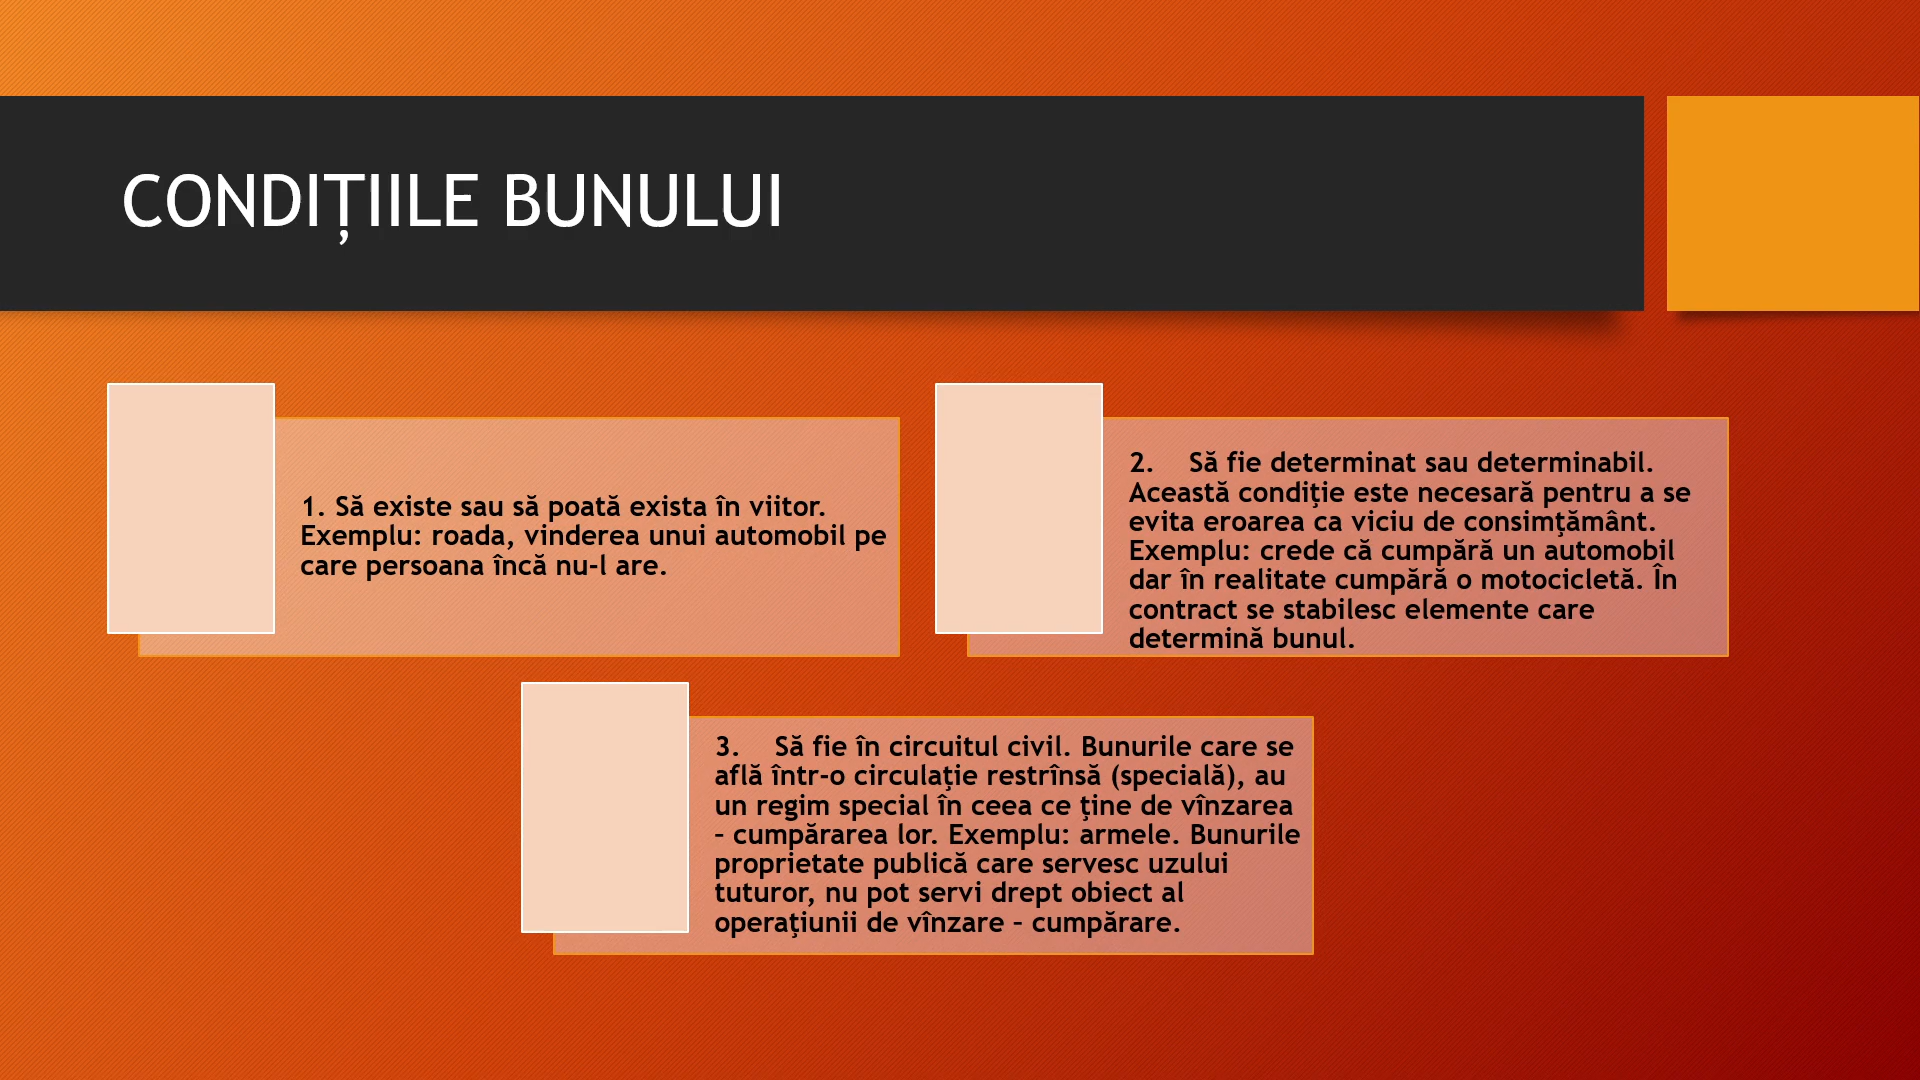 CONDIȚIILE BUNULUI
1. Să existe sau să poată exista în viitor.
Exemplu: roada, vinderea unui automobil pe
care persoana încă nu-l are.
2. Să fie determinat sau determinabil.
Această condiţie este necesară pentru a se
evita eroarea ca viciu de consimţământ.
Exemplu: crede că cumpără un automobil
dar în realitate cumpără o motocicletă. În
contract se stabilesc elemente care
determină bunul.
3. Să fie în circuitul civil. Bunurile care se
află într-o circulaţie restrînsă (specială), au
un regim special în ceea ce ţine de vînzarea
– cumpărarea lor. Exemplu: armele. Bunurile
proprietate publică care servesc uzului
tuturor, nu pot servi drept obiect al
operaţiunii de vînzare – cumpărare.